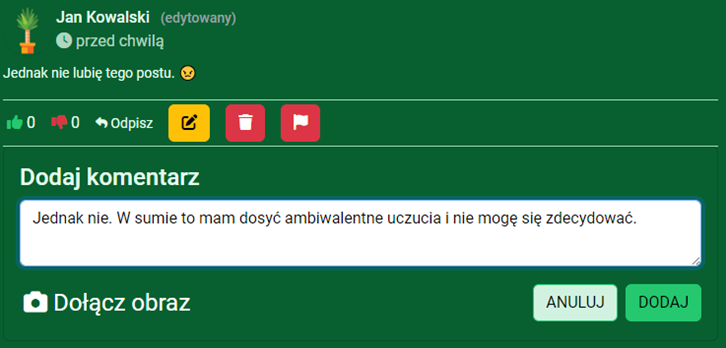 Jan Kowalski (edytowany)
przed chwilą
Jednak nie lubię tego postu. 😠
0 0 Odpisz
Dodaj komentarz
Jednak nie. W sumie to mam dosyć ambiwalentne uczucia i nie mogę się zdecydować.
Dołącz obraz ANULUJ DODAJ